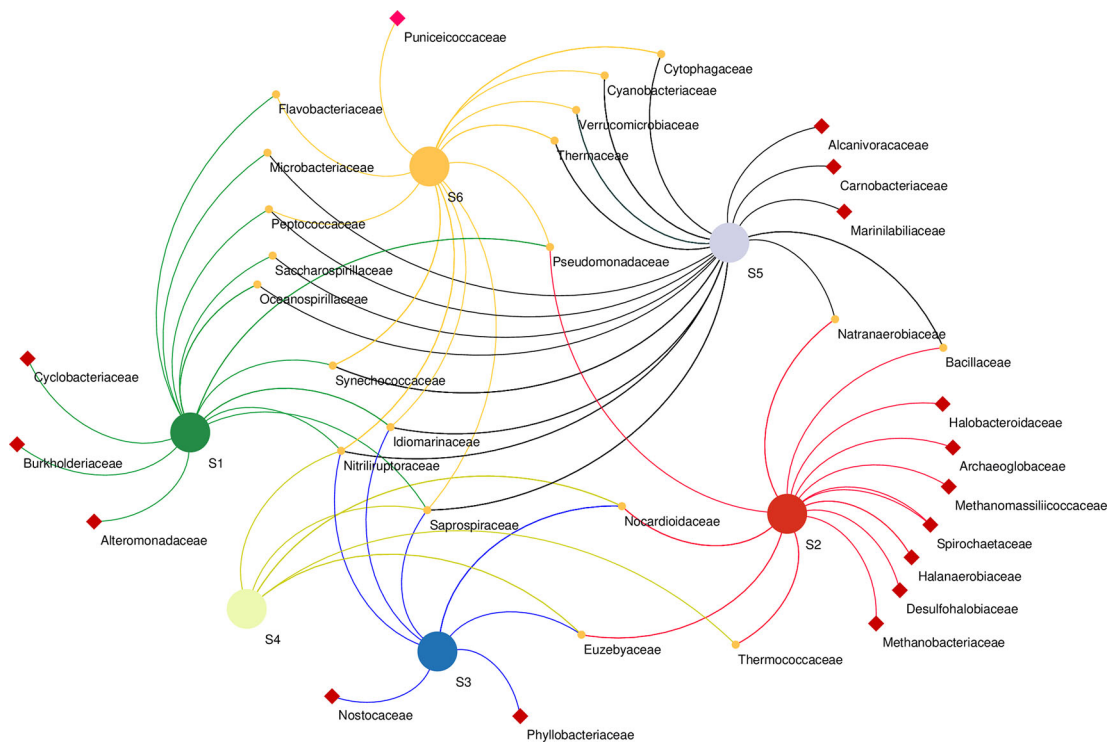 Puniceicoccaceae
Cytophagaceae
Cyanobacteriaceae
Flavobacteriaceae
Verrucomicrobiaceae
Alcanivoracaceae
Thermaceae
Microbacteriaceae
Carnobacteriaceae
S6
Marinilabiliaceae
Peptococcaceae
Saccharospirillaceae
Pseudomonadaceae
S5
Oceanospirillaceae
Natranaerobiaceae
Bacillaceae
Cyclobacteriaceae
Synechococcaceae
Halobacteroidaceae
Idiomarinaceae
Burkholderiaceae
S1
Nitriliruptoraceae
Archaeoglobaceae
Methanomassiliicoccaceae
Saprospiraceae
Nocardioidaceae
Alteromonadaceae
S2
Spirochaetaceae
Halanaerobiaceae
Desulfohalobiaceae
S4
Methanobacteriaceae
Euzebyaceae
Thermococcaceae
S3
Nostocaceae
Phyllobacteriaceae